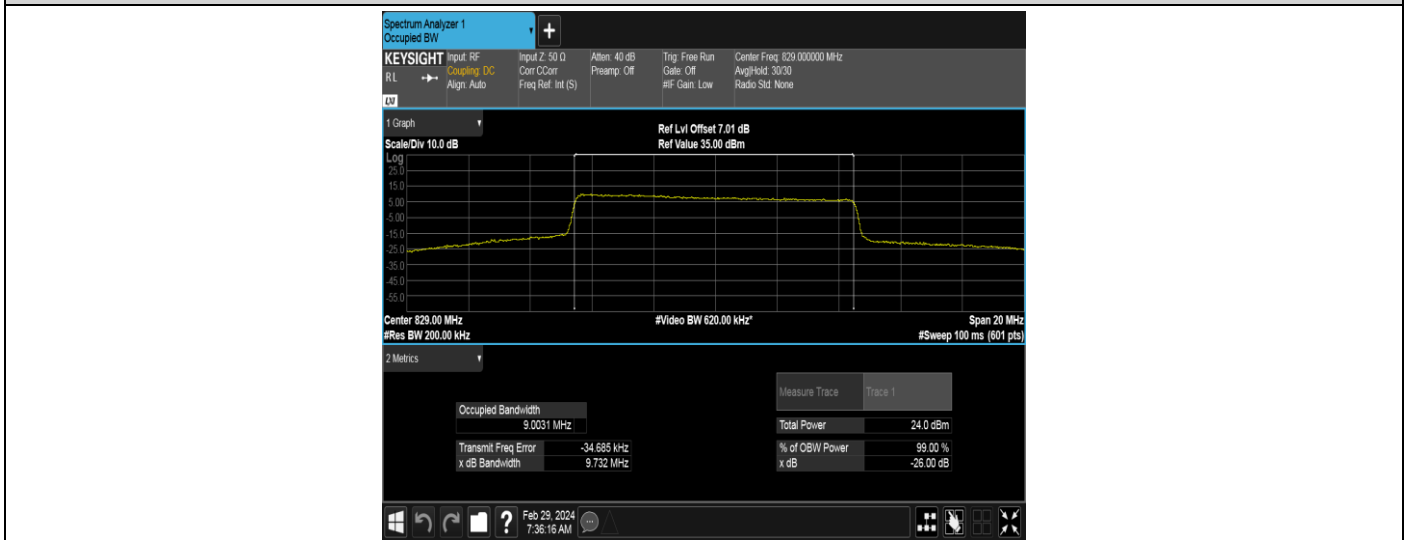 Spectrum Analyzer 1
Occupied BW
+
KEYSIGHT
RL
LXI
Input: RF
Coupling: DC
Align: Auto
Input Z: 50 Ω
Corr CCorr
Freq Ref: Int (S)
Atten: 40 dB
Preamp: Off
Trig: Free Run
Gate: Off
#IF Gain: Low
Center Freq: 829.000000 MHz
Avg|Hold: 30/30
Radio Std: None
1 Graph
Scale/Div 10.0 dB
Ref Lvl Offset 7.01 dB
Ref Value 35.00 dBm
Log
25.0
15.0
5.00
-5.00
-15.0
-25.0
-35.0
-45.0
-55.0
Center 829.00 MHz
#Video BW 620.00 kHz*
Span 20 MHz
#Res BW 200.00 kHz
#Sweep 100 ms (601 pts)
2 Metrics
Measure Trace Trace 1
Occupied Bandwidth
9.0031 MHz
Total Power 24.0 dBm
Transmit Freq Error -34.685 kHz
% of OBW Power 99.00 %
x dB Bandwidth 9.732 MHz
x dB -26.00 dB
?
Feb 29, 2024
7:36:16 AM